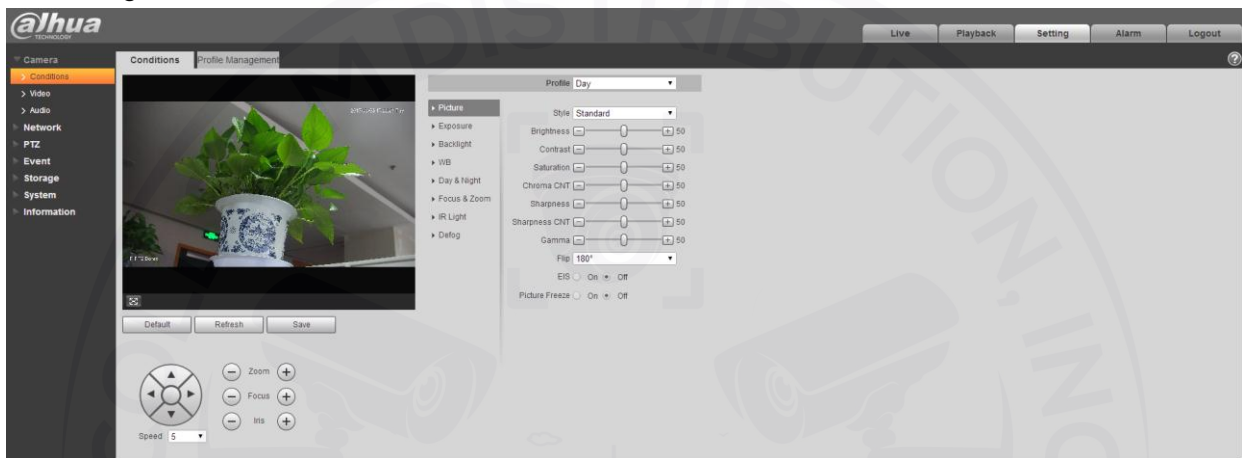 alhua
TECHNOLOGY
Live Playback Setting Alarm Logout
Camera
Conditions
Video
Audio
Network
PTZ
Event
Storage
System
Information
Conditions Profile Management
Default Refresh Save
Zoom
Focus
Iris
Speed 5
Profile Day
Picture
Exposure
Backlight
WB
Day & Night
Focus & Zoom
IR Light
Defog
Style Standard
Brightness 50
Contrast 50
Saturation 50
Chroma CNT 50
Sharpness 50
Sharpness CNT 50
Gamma 50
Flip 180°
EIS On Off
Picture Freeze On Off
DISTRIBUTION, INC